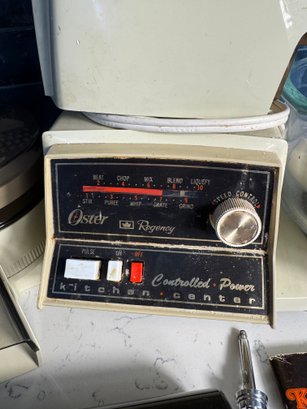 BEAT CHOP MIX BLEND LIQUEFY
2 4 6 8 10
1 3 5 7 9
STIR PUREE WHIP GRATE GRIND
SPEED CONTROL
Oster Regency
PULSE ON OFF
Controlled Power
kitchen center